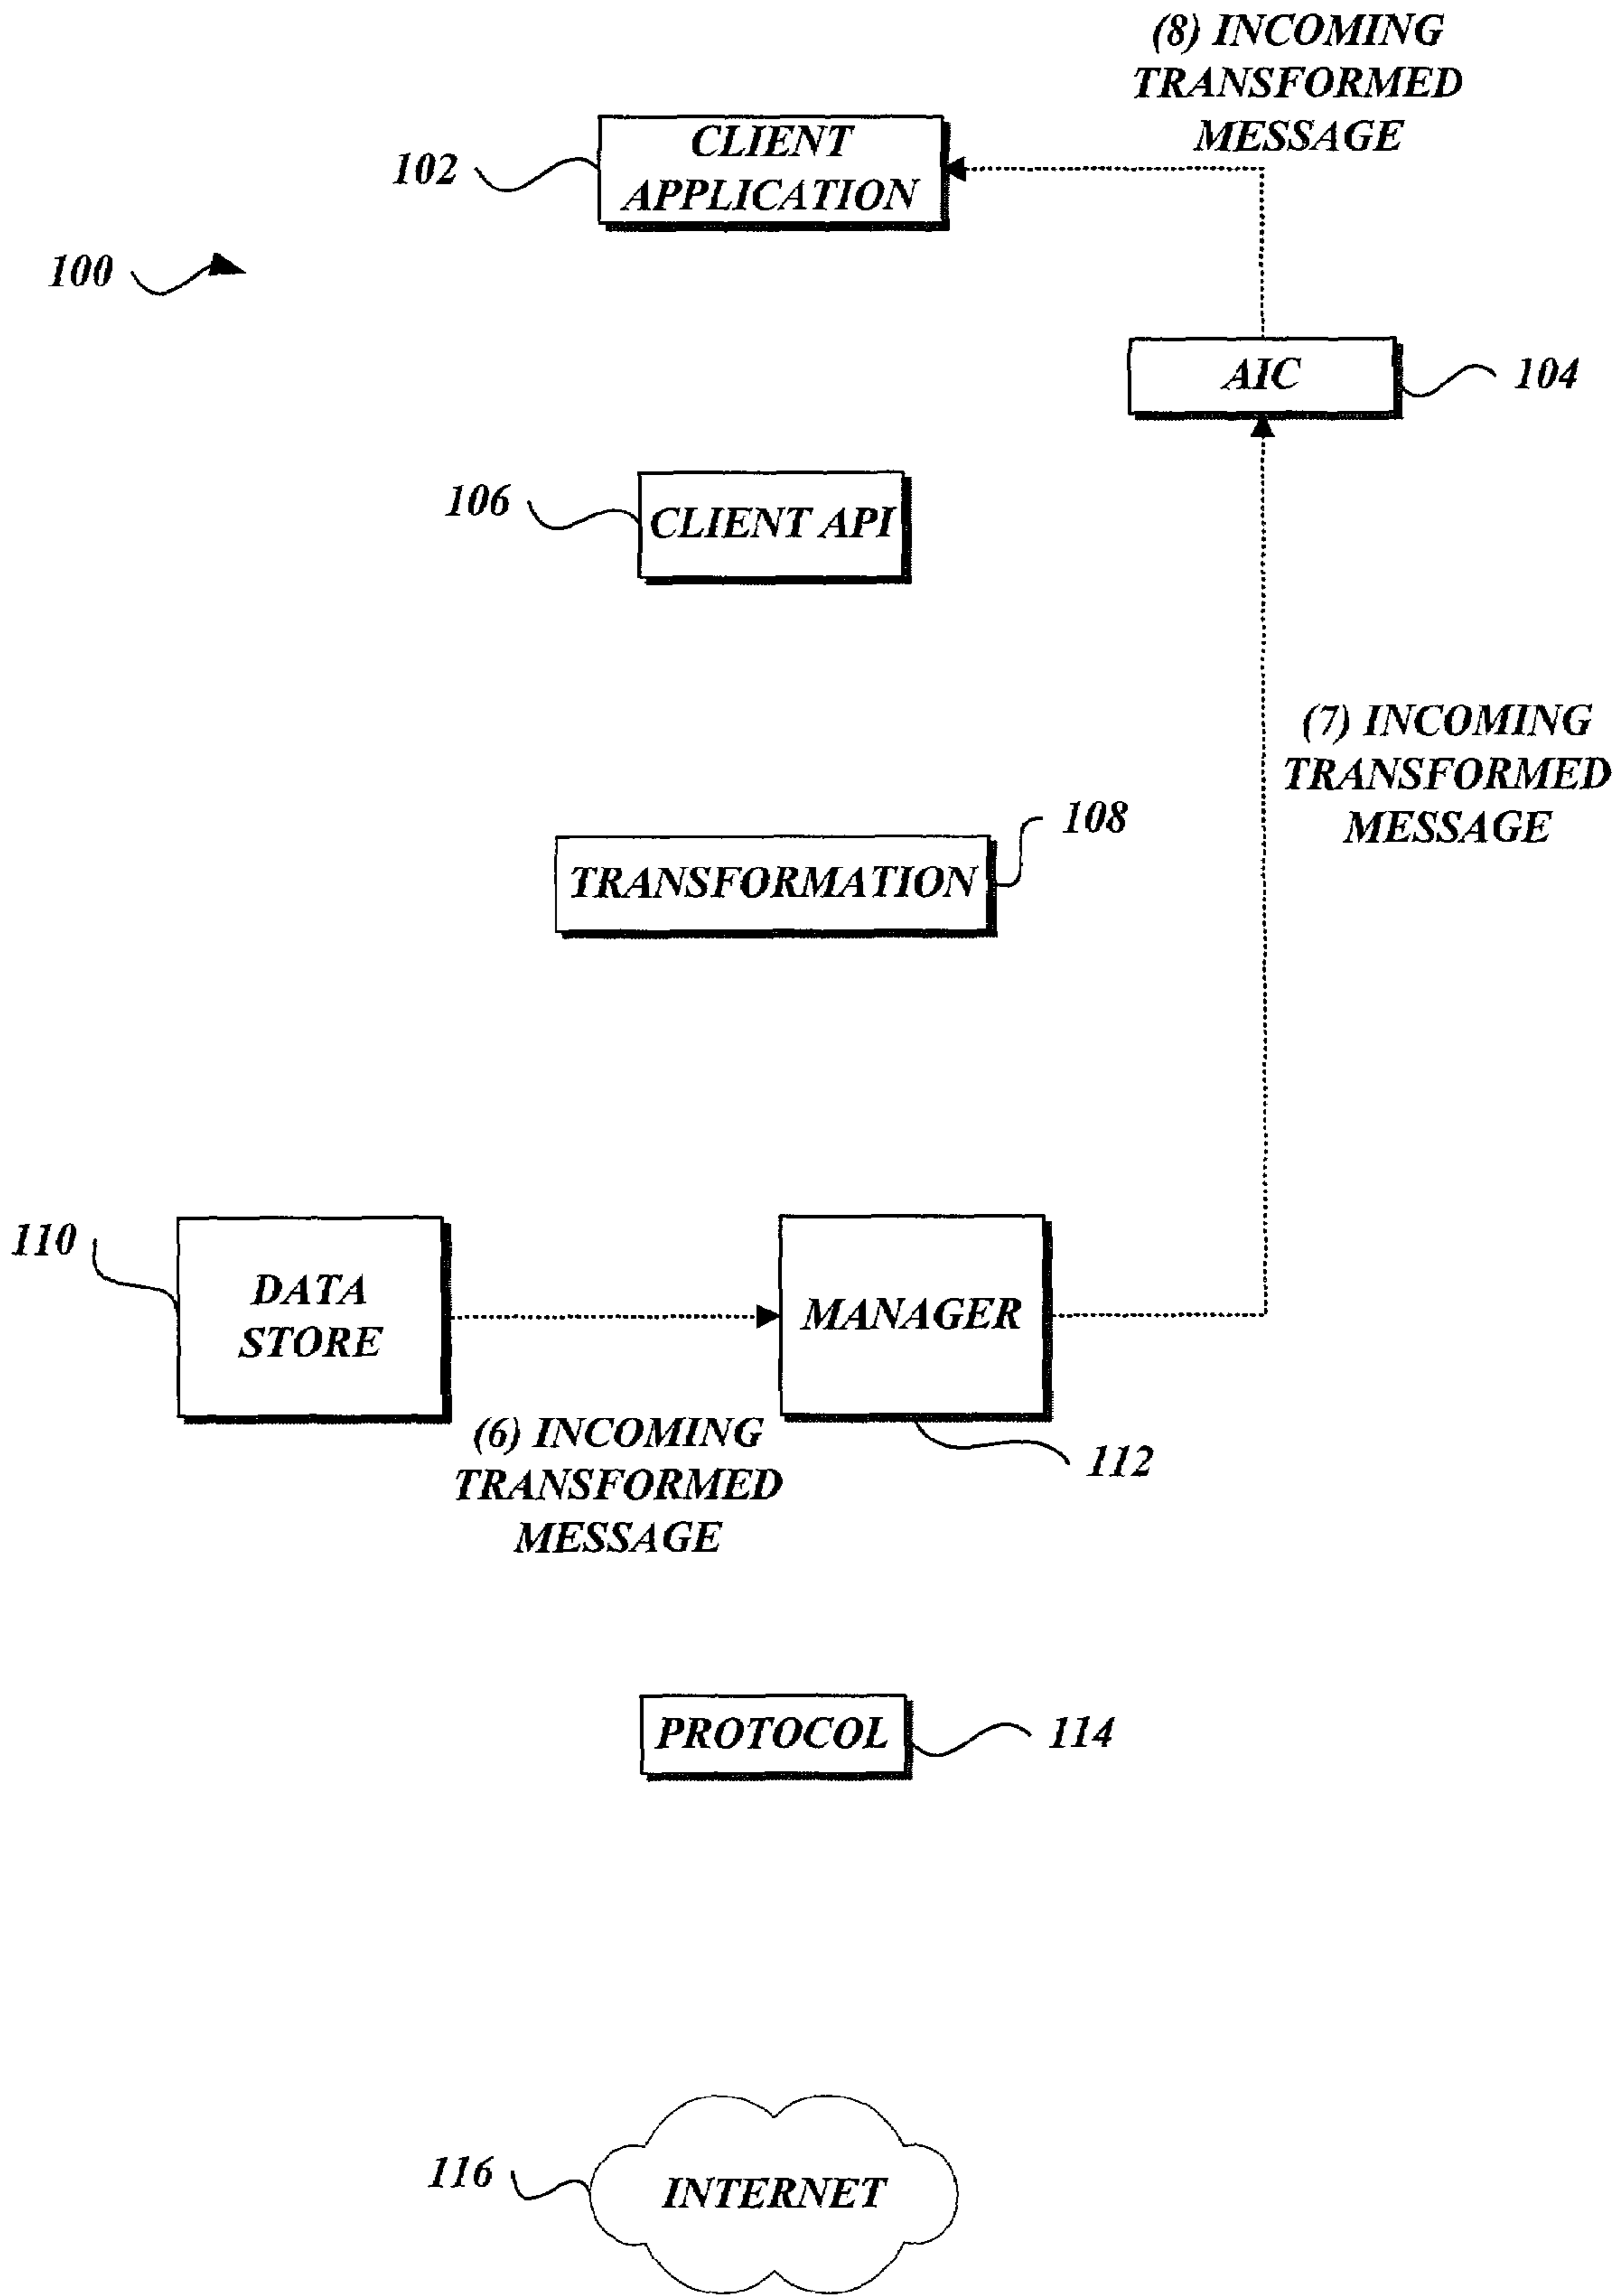 (8) INCOMING
TRANSFORMED
MESSAGE
CLIENT
APPLICATION
102
100
AIC
104
106
CLIENT API
(7) INCOMING
TRANSFORMED
MESSAGE
108
TRANSFORMATION
110
DATA
STORE
MANAGER
(6) INCOMING
TRANSFORMED
MESSAGE
112
PROTOCOL
114
116
INTERNET